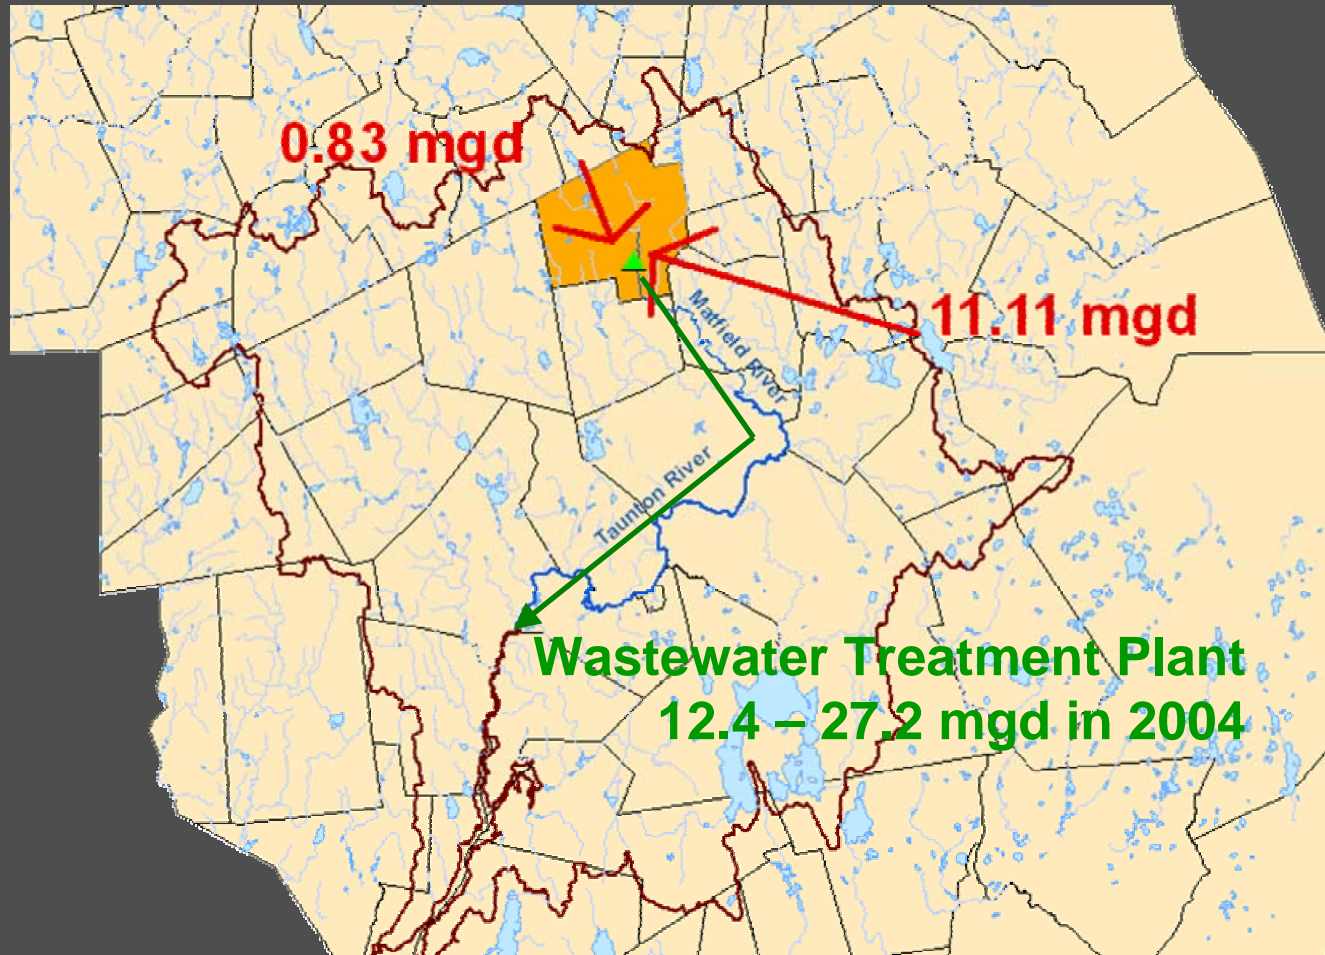 0.83 mgd
11.11 mgd
Matfield River
Taunton River
Wastewater Treatment Plant
12.4 – 27.2 mgd in 2004